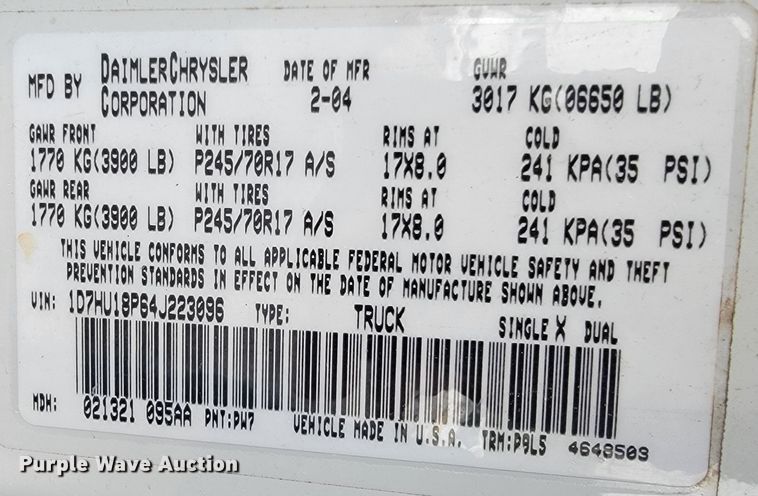 MFD BY DAIMLERCHRYSLER CORPORATION DATE OF MFR 2-04 GVWR 3017 KG(06650 LB)
GAWR FRONT WITH TIRES RIMS AT COLD
1770 KG(3900 LB) P245/70R17 A/S 17X8.0 241 KPA(35 PSI)
GAWR REAR WITH TIRES RIMS AT COLD
1770 KG(3900 LB) P245/70R17 A/S 17X8.0 241 KPA(35 PSI)
THIS VEHICLE CONFORMS TO ALL APPLICABLE FEDERAL MOTOR VEHICLE SAFETY AND THEFT
PREVENTION STANDARDS IN EFFECT ON THE DATE OF MANUFACTURE SHOWN ABOVE.
VIN: 1D7HU18P64J223096 TYPE: TRUCK SINGLE X DUAL
MDH: 021321 095AA PNT:PW7 VEHICLE MADE IN U.S.A. TRM:P9L5 4648503
Purple Wave Auction